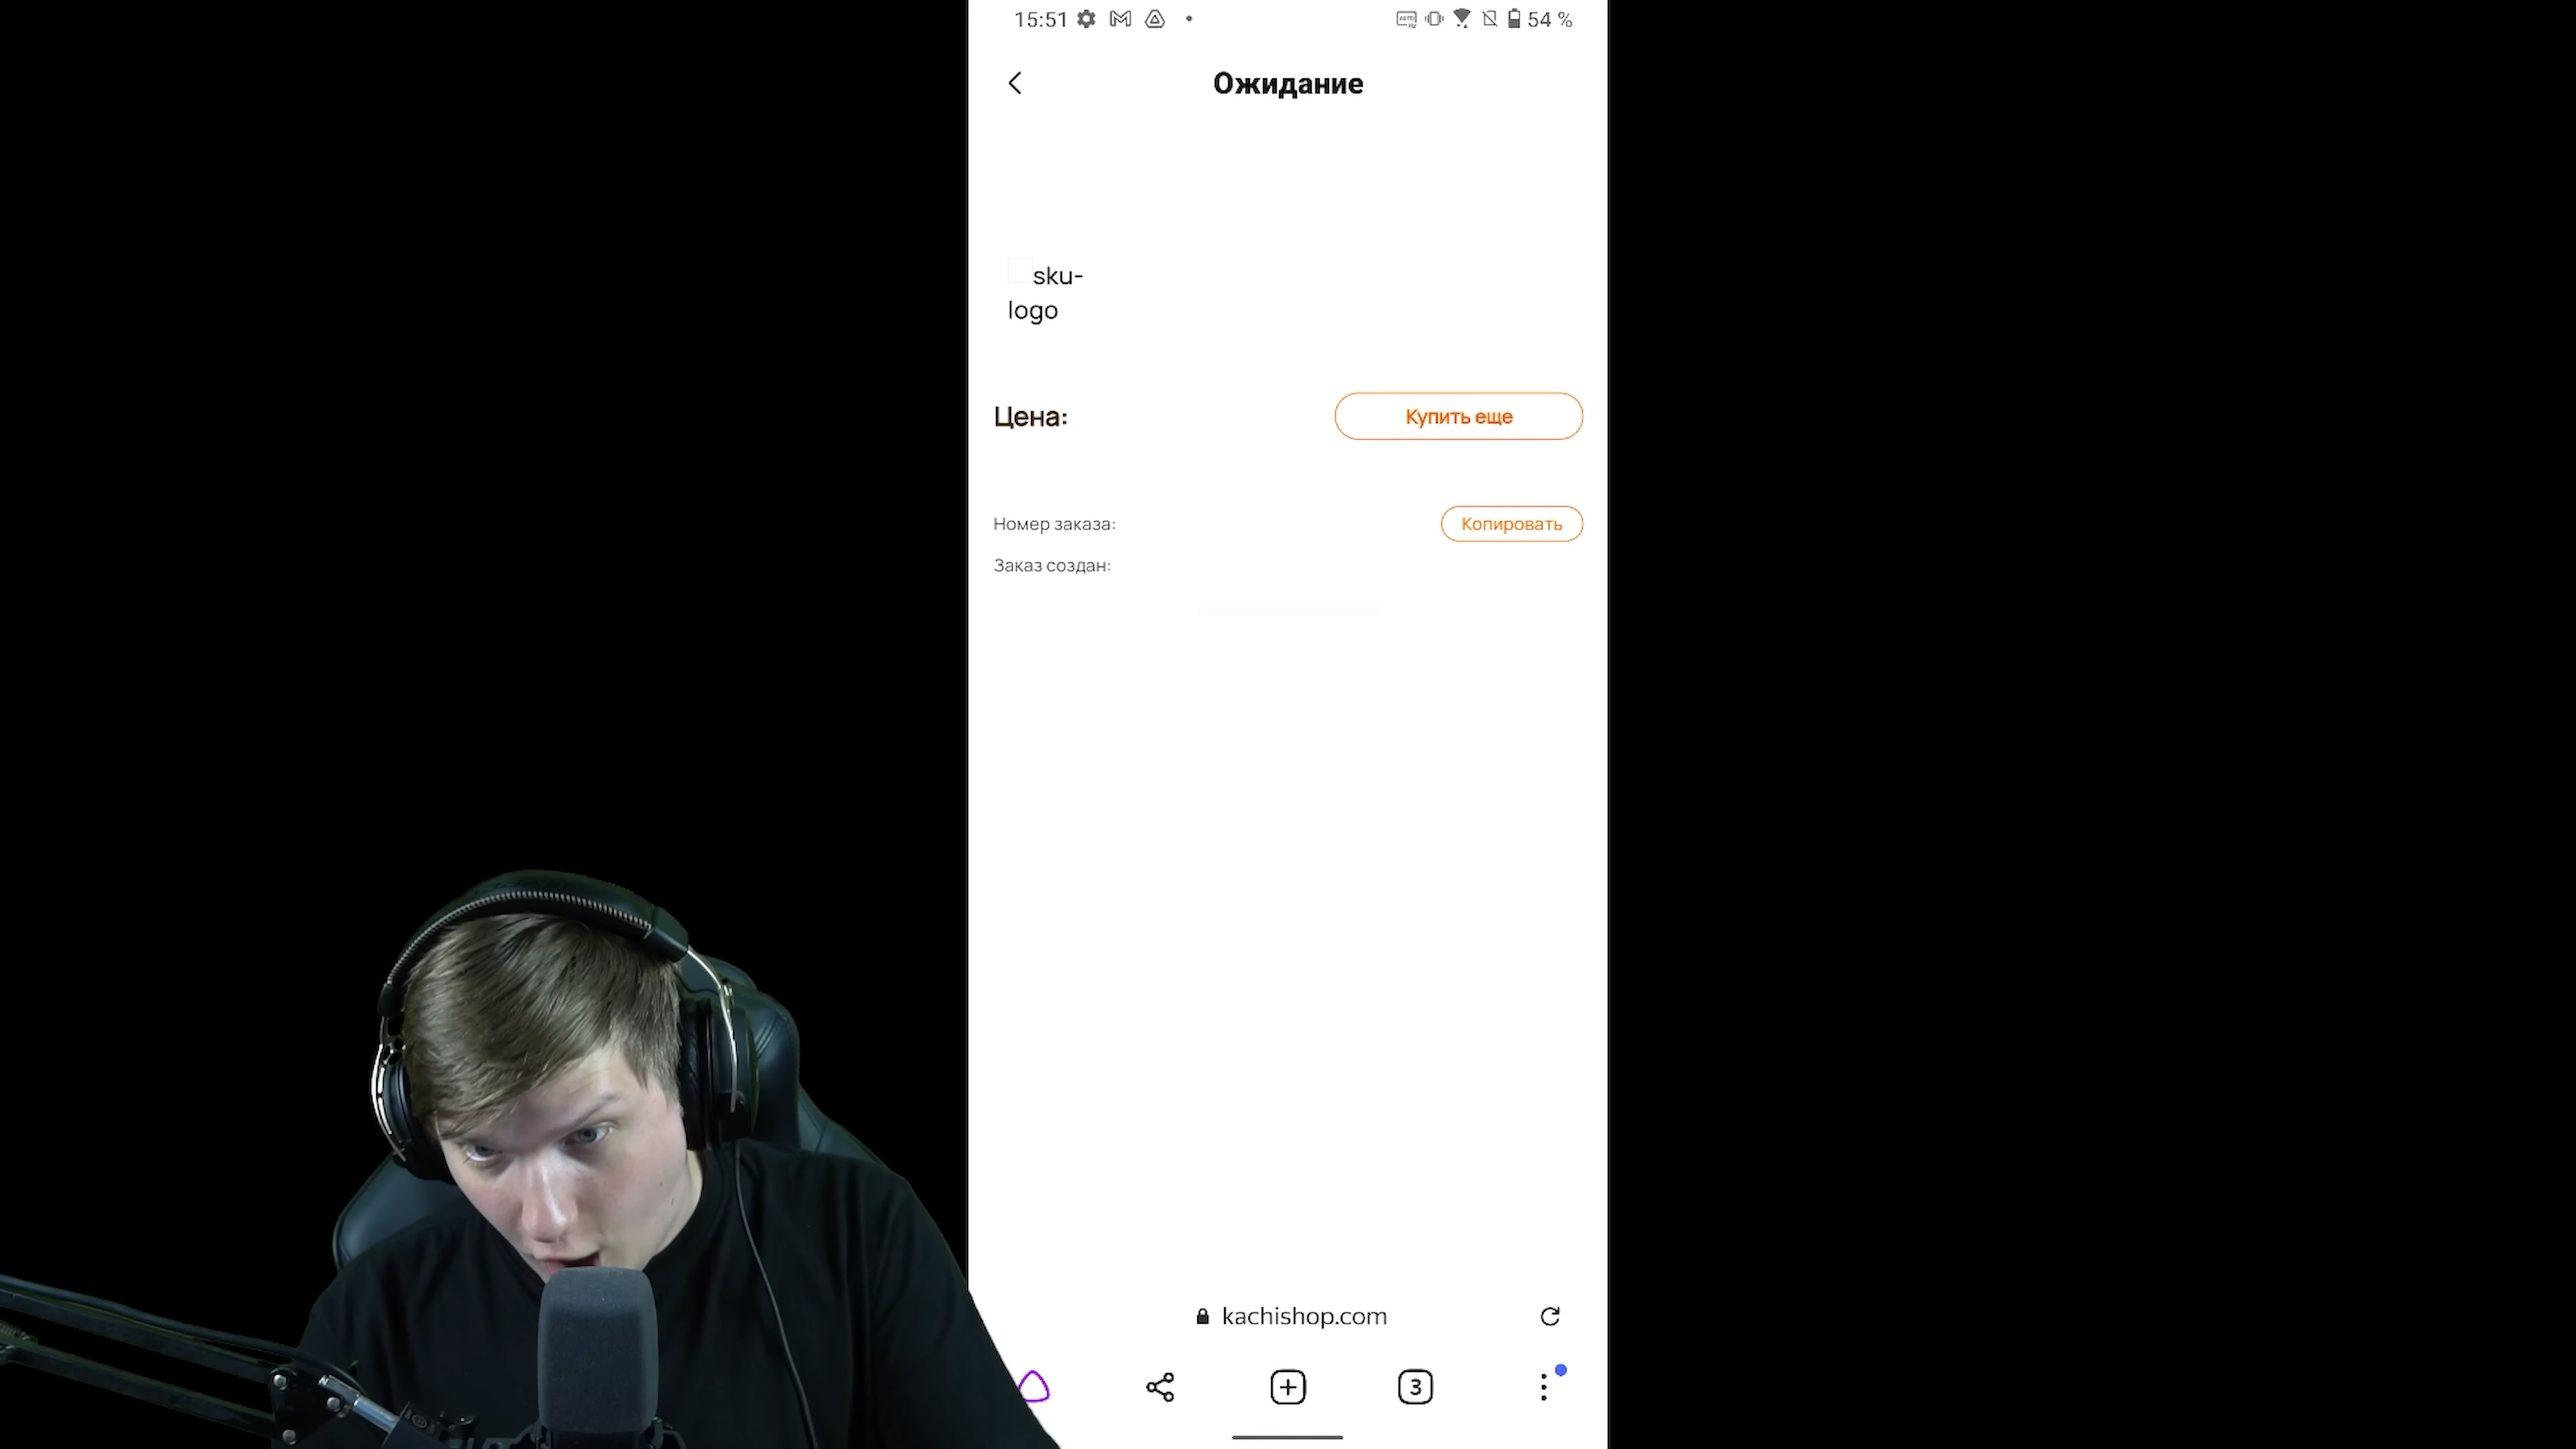 15:51
54 %
Ожидание
sku-
logo
Цена:
Купить еще
Номер заказа:
Копировать
Заказ создан:
kachishop.com
3